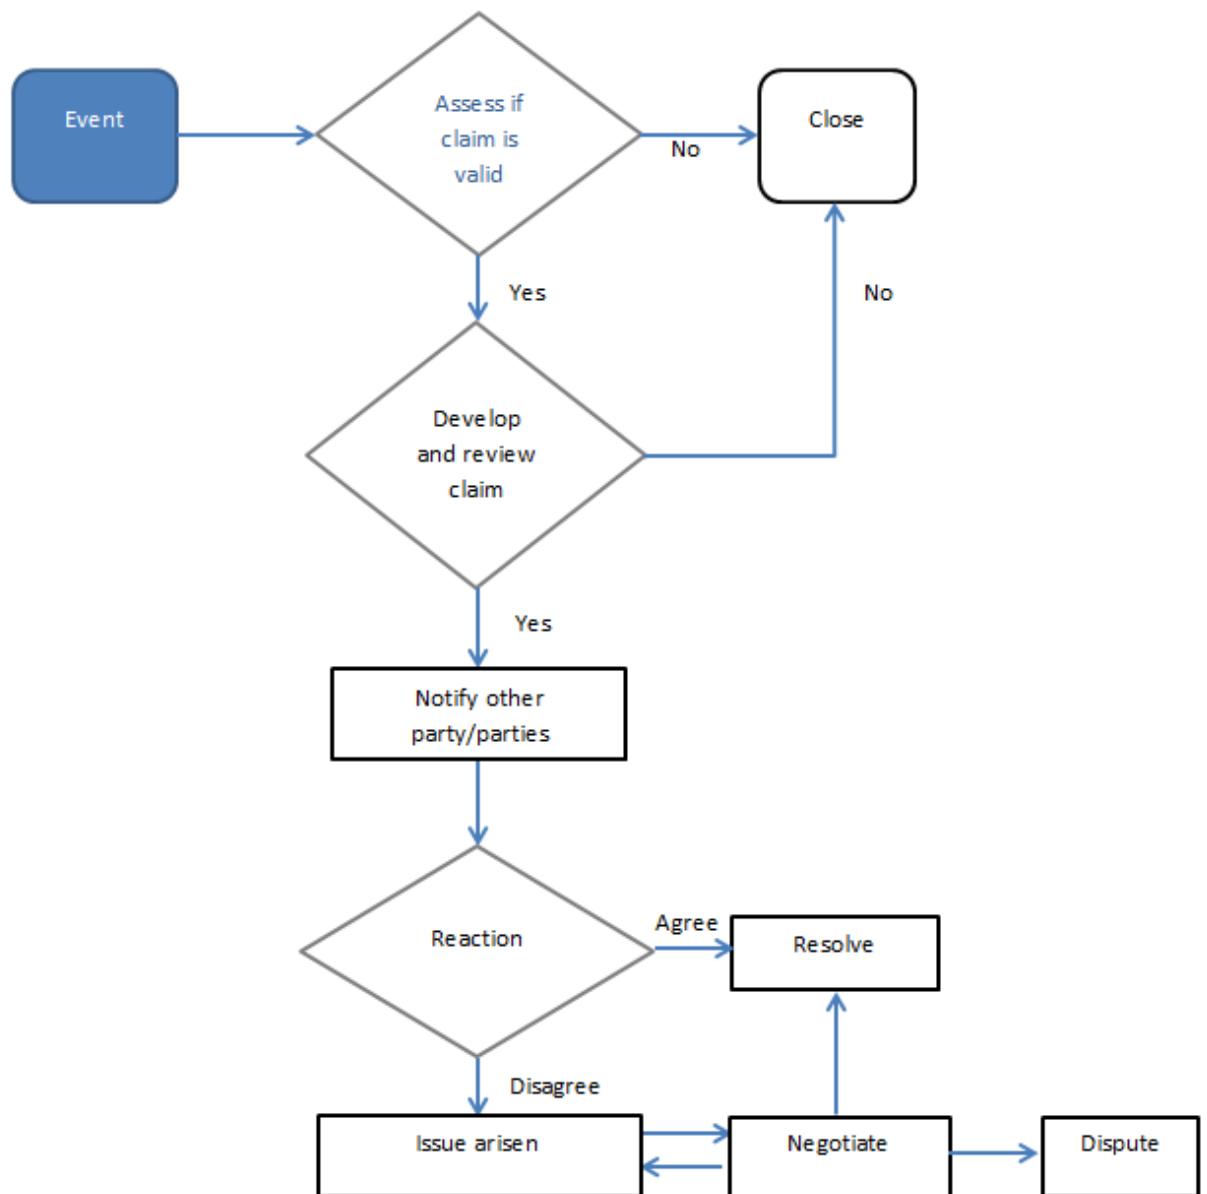 Event
Assess if
claim is
valid
No
Close
Yes
No
Develop
and review
claim
Yes
Notify other
party/parties
Reaction
Agree
Resolve
Disagree
Issue arisen
Negotiate
Dispute